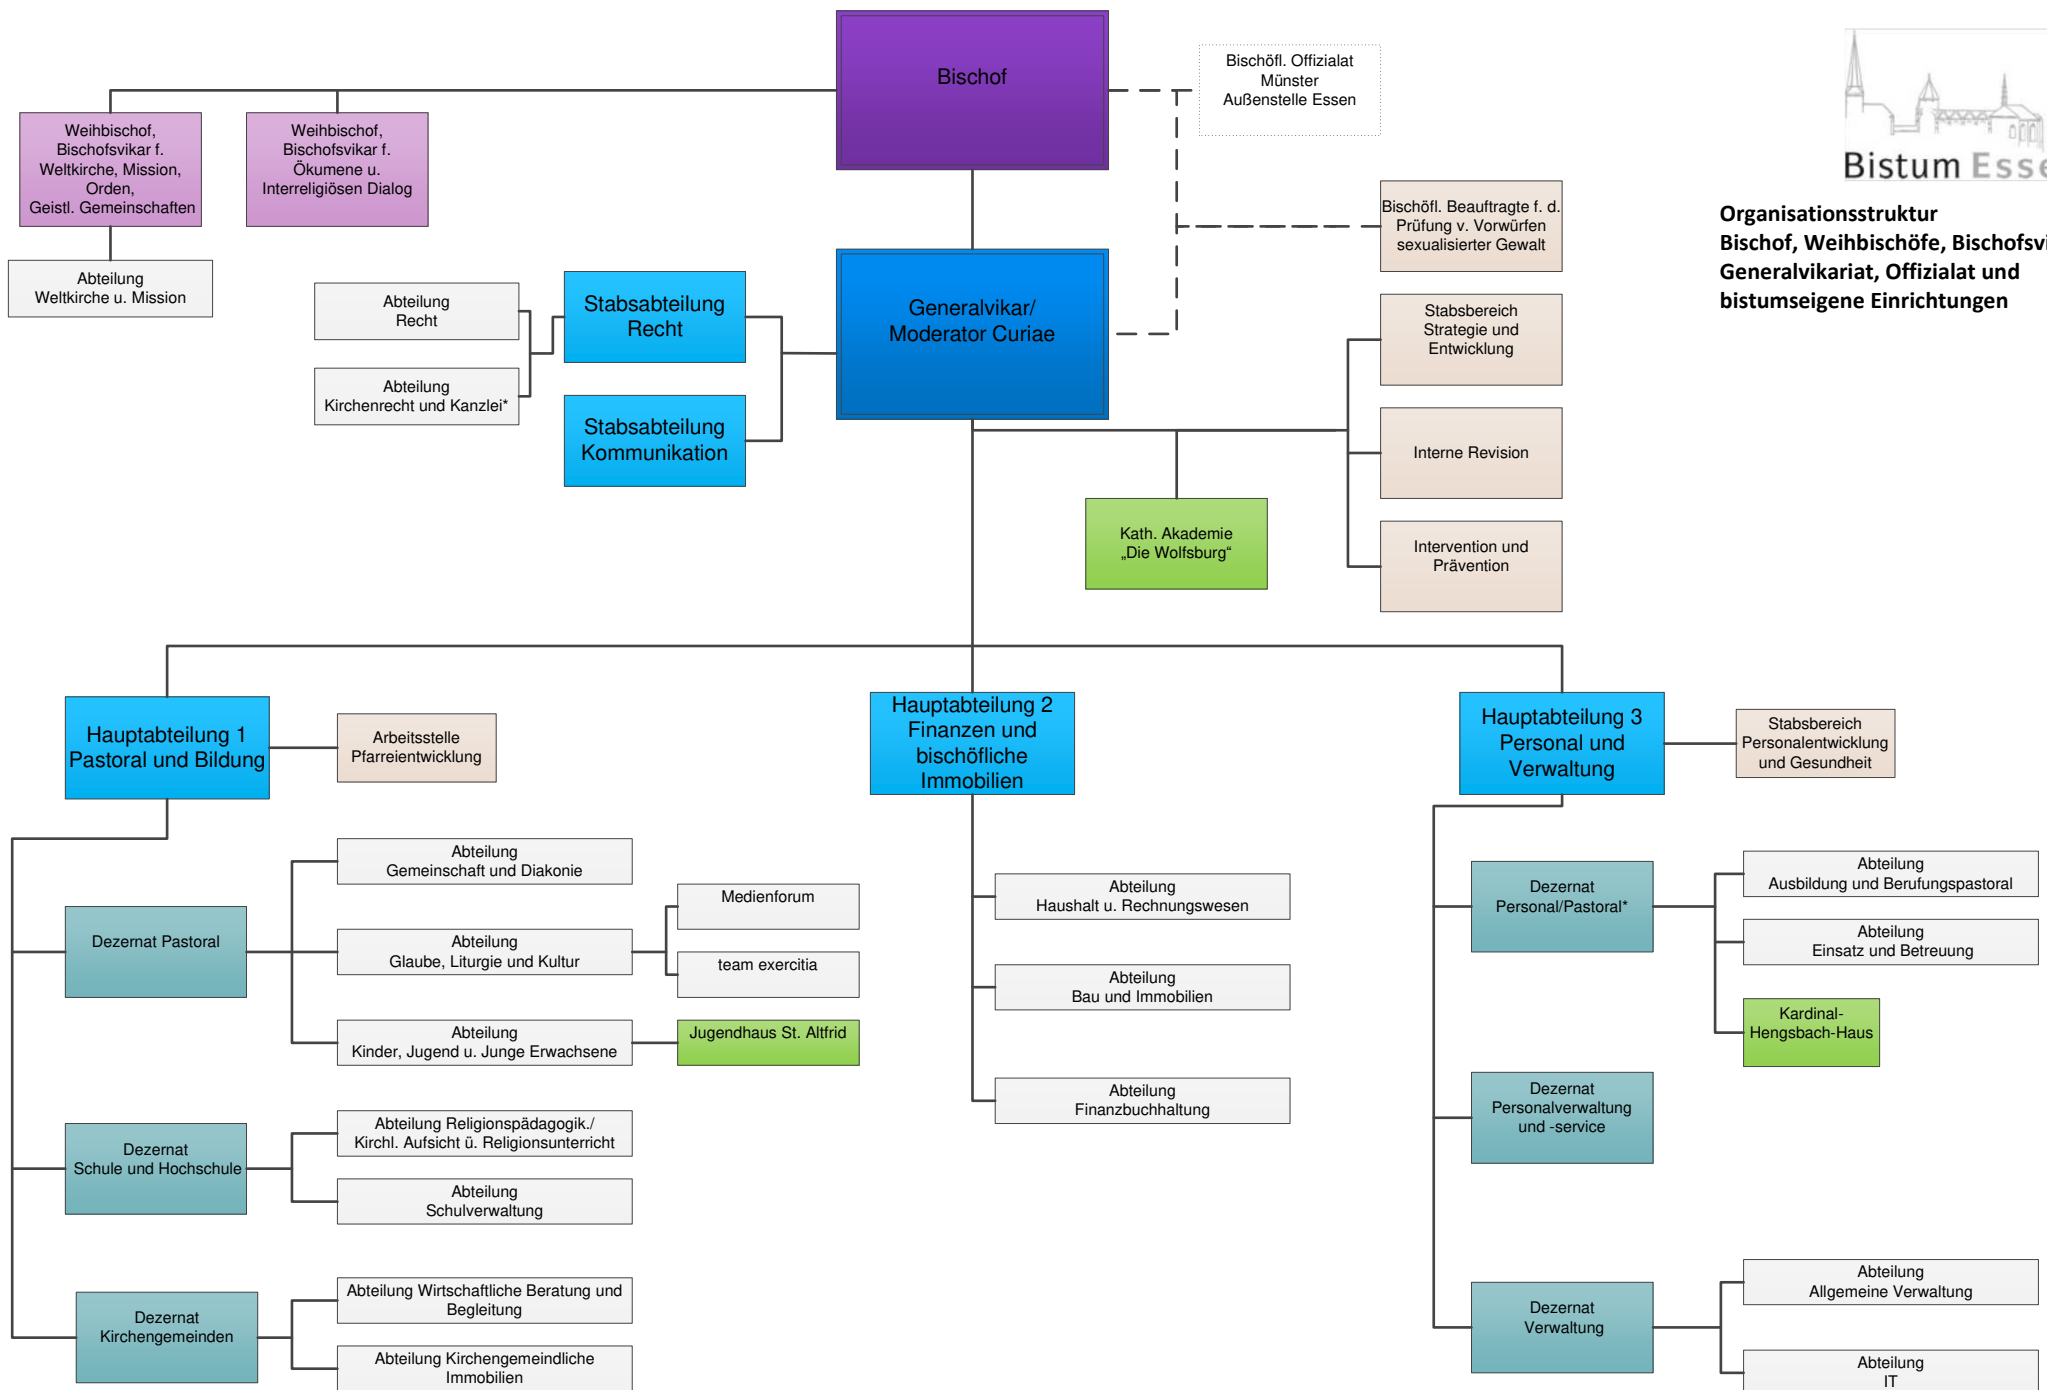 Bischof
Bischöfl. Offizialat
Münster
Außenstelle Essen
Bistum Esse
Organisationsstruktur
Bischof, Weihbischöfe, Bischofsvi
Generalvikariat, Offizialat und
bistumseigene Einrichtungen
Weihbischof,
Bischofsvikar f.
Weltkirche, Mission,
Orden,
Geistl. Gemeinschaften
Weihbischof,
Bischofsvikar f.
Ökumene u.
Interreligiösen Dialog
Bischöfl. Beauftragte f. d.
Prüfung v. Vorwürfen
sexualisierter Gewalt
Abteilung
Weltkirche u. Mission
Abteilung
Recht
Abteilung
Kirchenrecht und Kanzlei*
Stabsabteilung
Recht
Stabsabteilung
Kommunikation
Generalvikar/
Moderator Curiae
Stabsbereich
Strategie und
Entwicklung
Interne Revision
Intervention und
Prävention
Kath. Akademie
„Die Wolfsburg“
Hauptabteilung 1
Pastoral und Bildung
Arbeitsstelle
Pfarreientwicklung
Hauptabteilung 2
Finanzen und
bischöfliche
Immobilien
Hauptabteilung 3
Personal und
Verwaltung
Stabsbereich
Personalentwicklung
und Gesundheit
Dezernat Pastoral
Abteilung
Gemeinschaft und Diakonie
Abteilung
Glaube, Liturgie und Kultur
Medienforum
team exercitia
Abteilung
Kinder, Jugend u. Junge Erwachsene
Jugendhaus St. Altfrid
Dezernat
Schule und Hochschule
Abteilung Religionspädagogik./
Kirchl. Aufsicht ü. Religionsunterricht
Abteilung
Schulverwaltung
Dezernat
Kirchengemeinden
Abteilung Wirtschaftliche Beratung und
Begleitung
Abteilung Kirchengemeindliche
Immobilien
Abteilung
Haushalt u. Rechnungswesen
Abteilung
Bau und Immobilien
Abteilung
Finanzbuchhaltung
Dezernat
Personal/Pastoral*
Abteilung
Ausbildung und Berufungspastoral
Abteilung
Einsatz und Betreuung
Kardinal-
Hengsbach-Haus
Dezernat
Personalverwaltung
und -service
Dezernat
Verwaltung
Abteilung
Allgemeine Verwaltung
Abteilung
IT